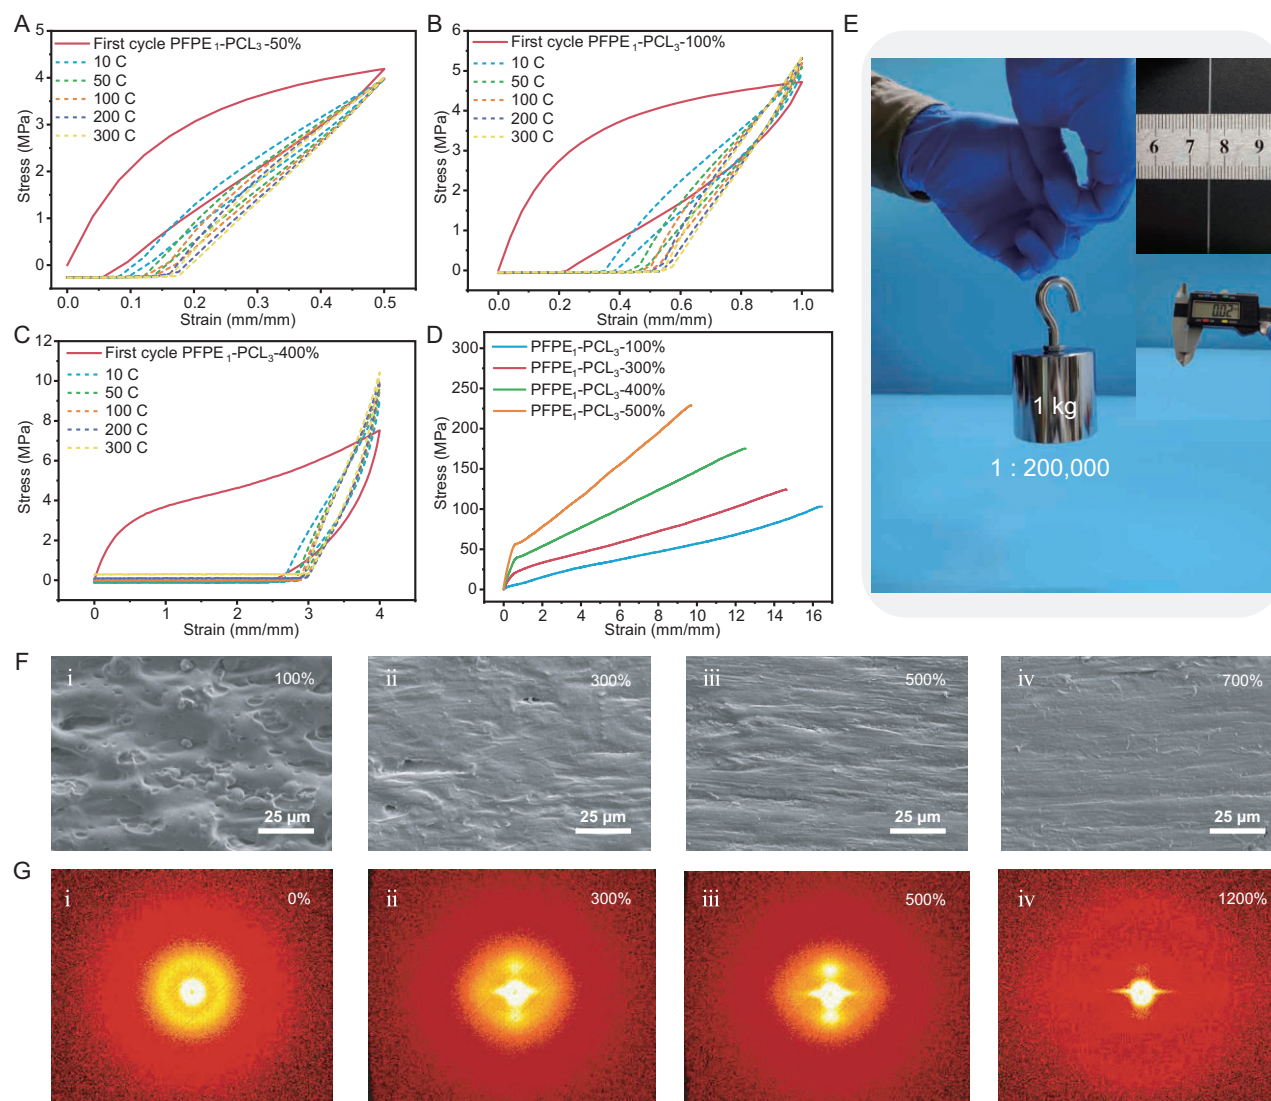 A
First cycle PFPE1-PCL3-50%
10 C
50 C
100 C
200 C
300 C
Stress (MPa)
5
4
3
2
1
0
0.0 0.1 0.2 0.3 0.4 0.5
Strain (mm/mm)
B
First cycle PFPE1-PCL3-100%
10 C
50 C
100 C
200 C
300 C
Stress (MPa)
6
5
4
3
2
1
0
0.0 0.2 0.4 0.6 0.8 1.0
Strain (mm/mm)
C
First cycle PFPE1-PCL3-400%
10 C
50 C
100 C
200 C
300 C
Stress (MPa)
12
10
8
6
4
2
0
0 1 2 3 4
Strain (mm/mm)
D
PFPE1-PCL3-100%
PFPE1-PCL3-300%
PFPE1-PCL3-400%
PFPE1-PCL3-500%
Stress (MPa)
300
250
225
200
175
150
125
100
50
0
0 2 4 6 8 10 12 14 16
Strain (mm/mm)
E
6 7 8 9
0.02
1 kg
1 : 200,000
F
i 100%
25 µm
ii 300%
25 µm
iii 500%
25 µm
iv 700%
25 µm
G
i 0%
ii 300%
iii 500%
iv 1200%